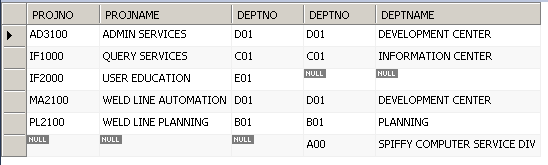 PROJNO PROJNAME DEPTNO DEPTNO DEPTNAME
AD3100 ADMIN SERVICES D01 D01 DEVELOPMENT CENTER
IF1000 QUERY SERVICES C01 C01 INFORMATION CENTER
IF2000 USER EDUCATION E01 NULL NULL
MA2100 WELD LINE AUTOMATION D01 D01 DEVELOPMENT CENTER
PL2100 WELD LINE PLANNING B01 B01 PLANNING
NULL NULL NULL A00 SPIFFY COMPUTER SERVICE DIV